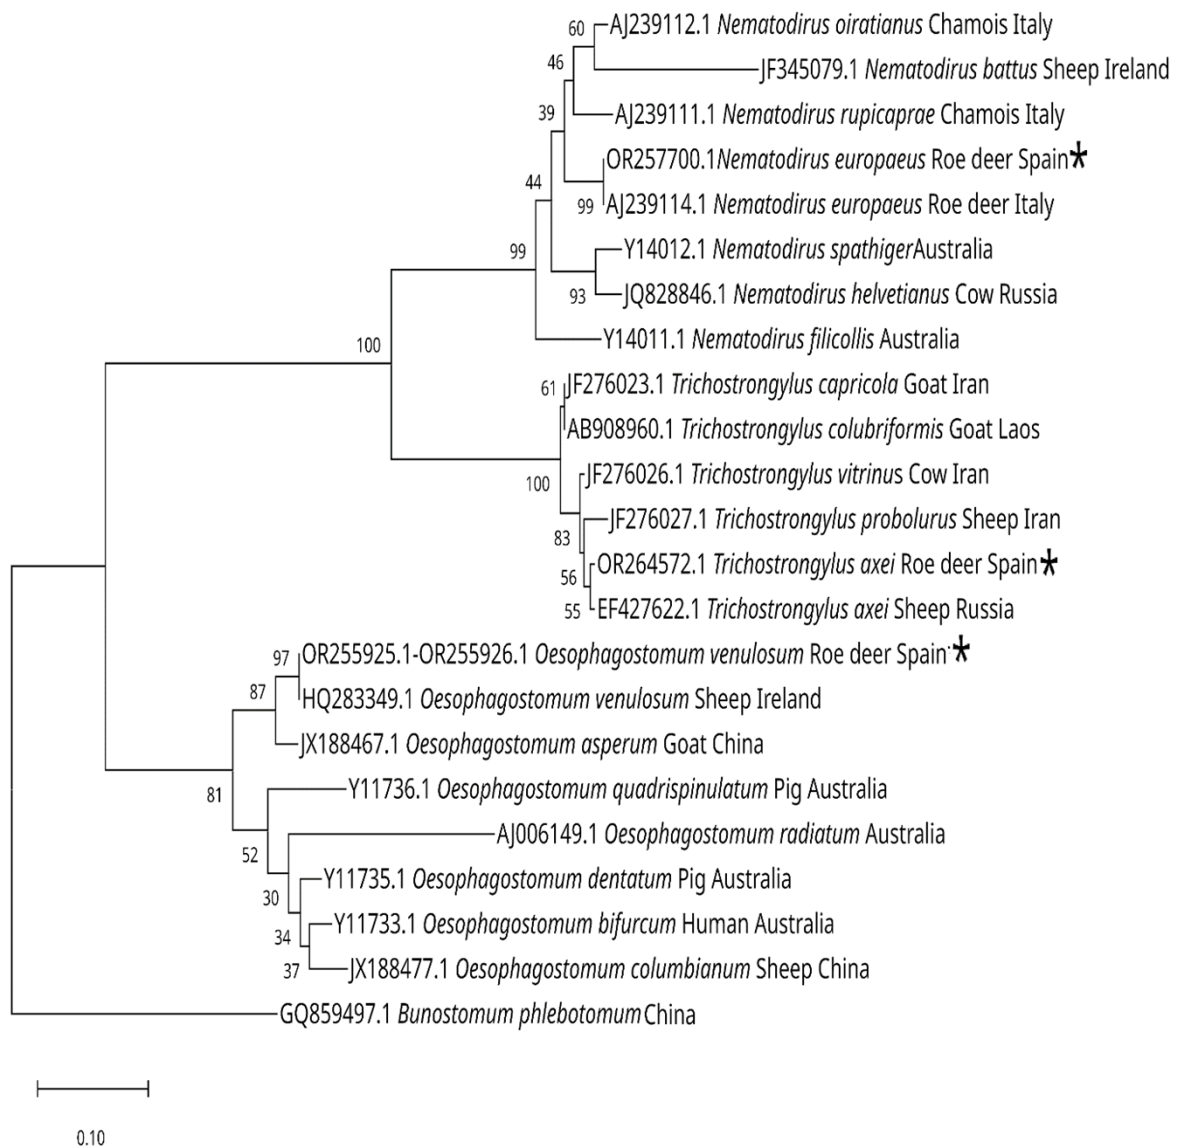 60
AJ239112.1 Nematodirus oiratianus Chamois Italy
46
JF345079.1 Nematodirus battus Sheep Ireland
39
AJ239111.1 Nematodirus rupicaprae Chamois Italy
OR257700.1Nematodirus europaeus Roe deer Spain*
44
99
AJ239114.1 Nematodirus europaeus Roe deer Italy
99
Y14012.1 Nematodirus spathigerAustralia
93
JQ828846.1 Nematodirus helvetianus Cow Russia
100
Y14011.1 Nematodirus filicollis Australia
61
JF276023.1 Trichostrongylus capricola Goat Iran
AB908960.1 Trichostrongylus colubriformis Goat Laos
100
JF276026.1 Trichostrongylus vitrinus Cow Iran
83
JF276027.1 Trichostrongylus probolurus Sheep Iran
56
OR264572.1 Trichostrongylus axei Roe deer Spain*
55
EF427622.1 Trichostrongylus axei Sheep Russia
97
OR255925.1-OR255926.1 Oesophagostomum venulosum Roe deer Spain*
87
HQ283349.1 Oesophagostomum venulosum Sheep Ireland
JX188467.1 Oesophagostomum asperum Goat China
81
Y11736.1 Oesophagostomum quadrispinulatum Pig Australia
AJ006149.1 Oesophagostomum radiatum Australia
52
Y11735.1 Oesophagostomum dentatum Pig Australia
30
Y11733.1 Oesophagostomum bifurcum Human Australia
34
37
JX188477.1 Oesophagostomum columbianum Sheep China
GQ859497.1 Bunostomum phlebotomum China
0.10